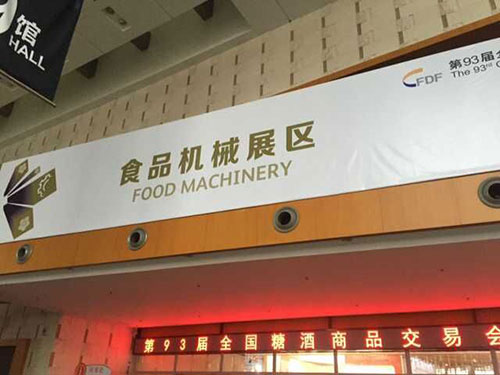 馆
HALL
第93届
CFDF The 93rd
食品机械展区
FOOD MACHINERY
第93届全国糖酒商品交易会